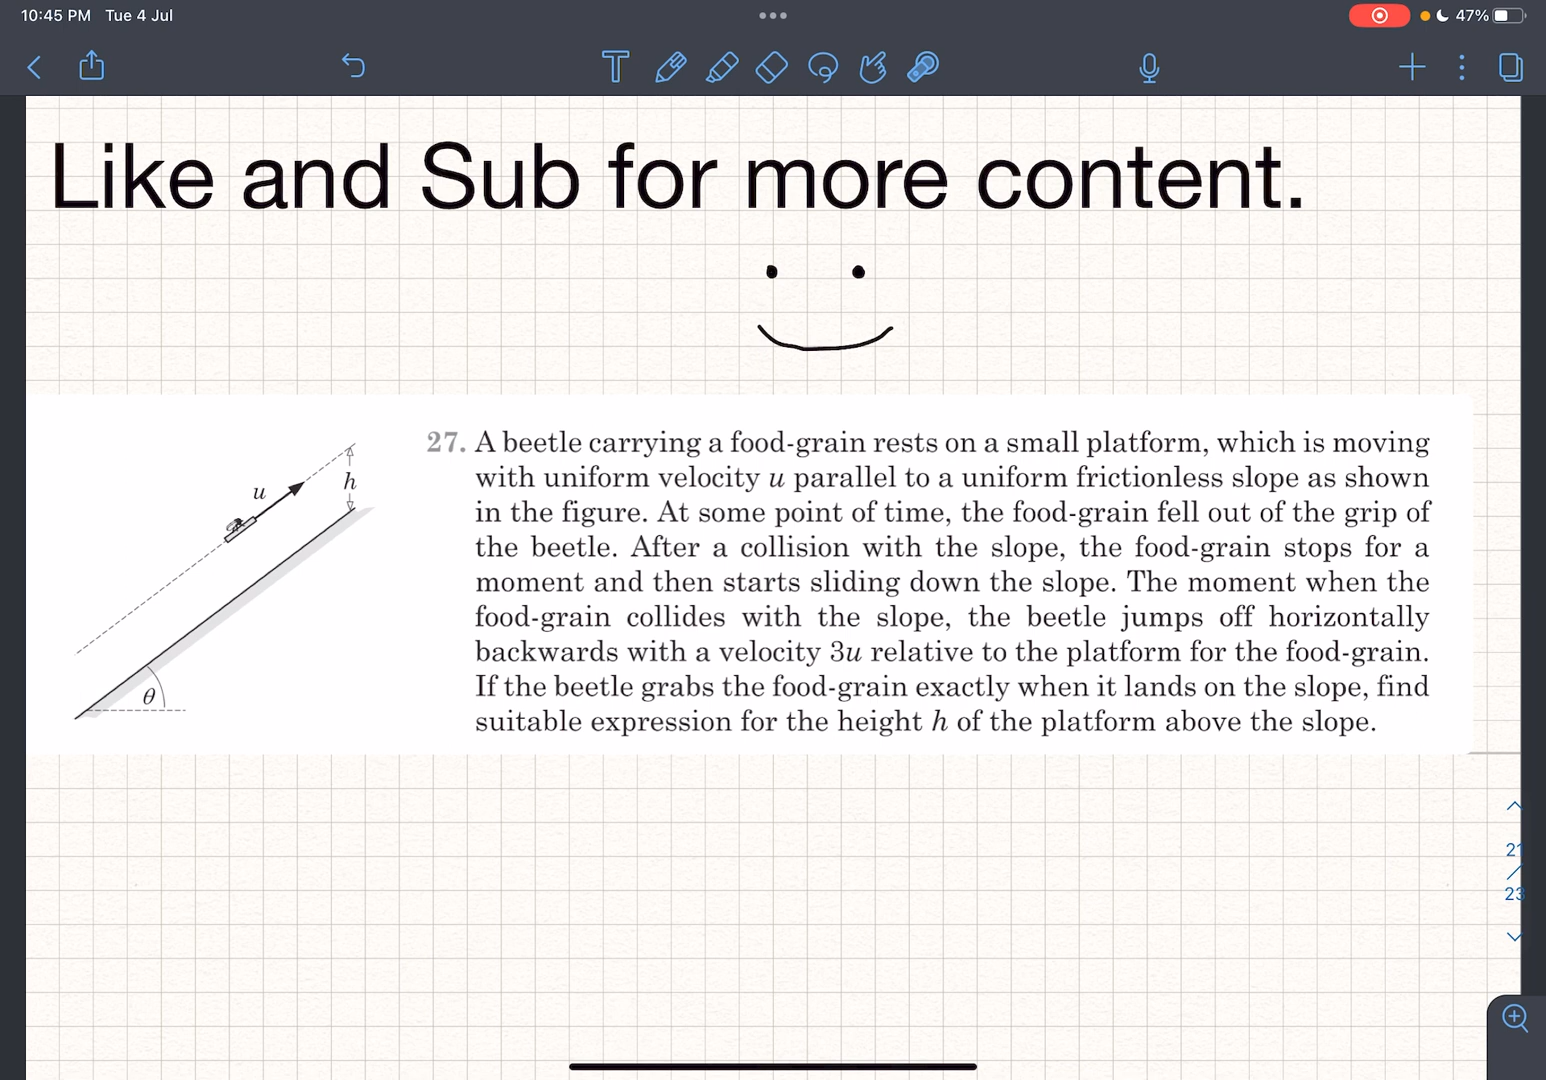 10:45 PM Tue 4 Jul
47%
Like and Sub for more content.
27. A beetle carrying a food-grain rests on a small platform, which is moving
with uniform velocity u parallel to a uniform frictionless slope as shown
in the figure. At some point of time, the food-grain fell out of the grip of
the beetle. After a collision with the slope, the food-grain stops for a
moment and then starts sliding down the slope. The moment when the
food-grain collides with the slope, the beetle jumps off horizontally
backwards with a velocity 3u relative to the platform for the food-grain.
If the beetle grabs the food-grain exactly when it lands on the slope, find
suitable expression for the height h of the platform above the slope.
u
h
θ
21
23